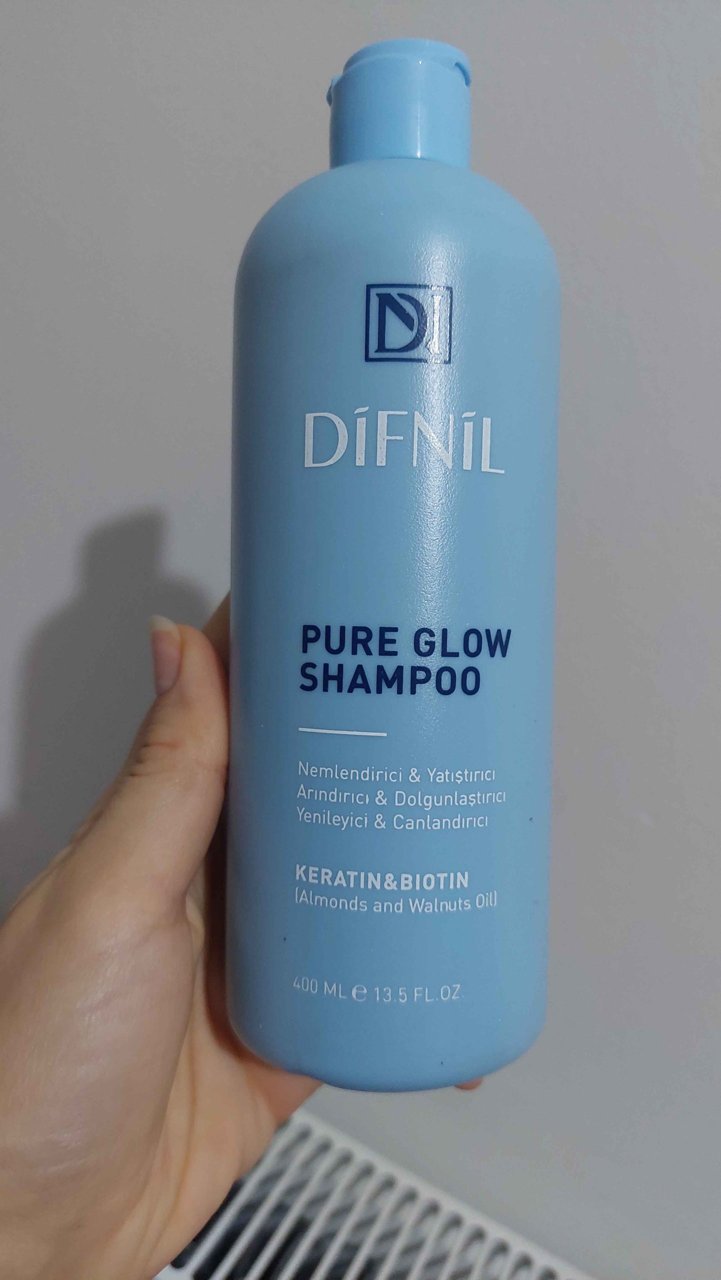 DI
DİFNİL
PURE GLOW
SHAMPOO
Nemlendirici & Yatıştırıcı
Arındırıcı & Dolgunlaştırıcı
Yenileyici & Canlandırıcı
KERATIN&BIOTIN
(Almonds and Walnuts Oil)
400 ML ℮ 13.5 FL.OZ